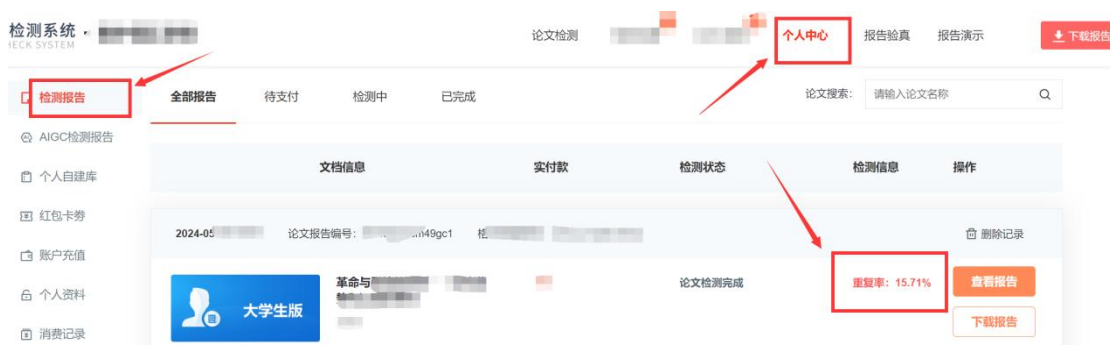 检测系统
HECK SYSTEM
论文检测
个人中心
报告验真
报告演示
下载报告
检测报告
AIGC检测报告
个人自建库
红包卡券
账户充值
个人资料
消费记录
全部报告
待支付
检测中
已完成
论文搜索:
请输入论文名称
文档信息
实付款
检测状态
检测信息
操作
2024-05
论文报告编号:
m49gc1
删除记录
大学生版
革命与
论文检测完成
重复率:15.71%
查看报告
下载报告